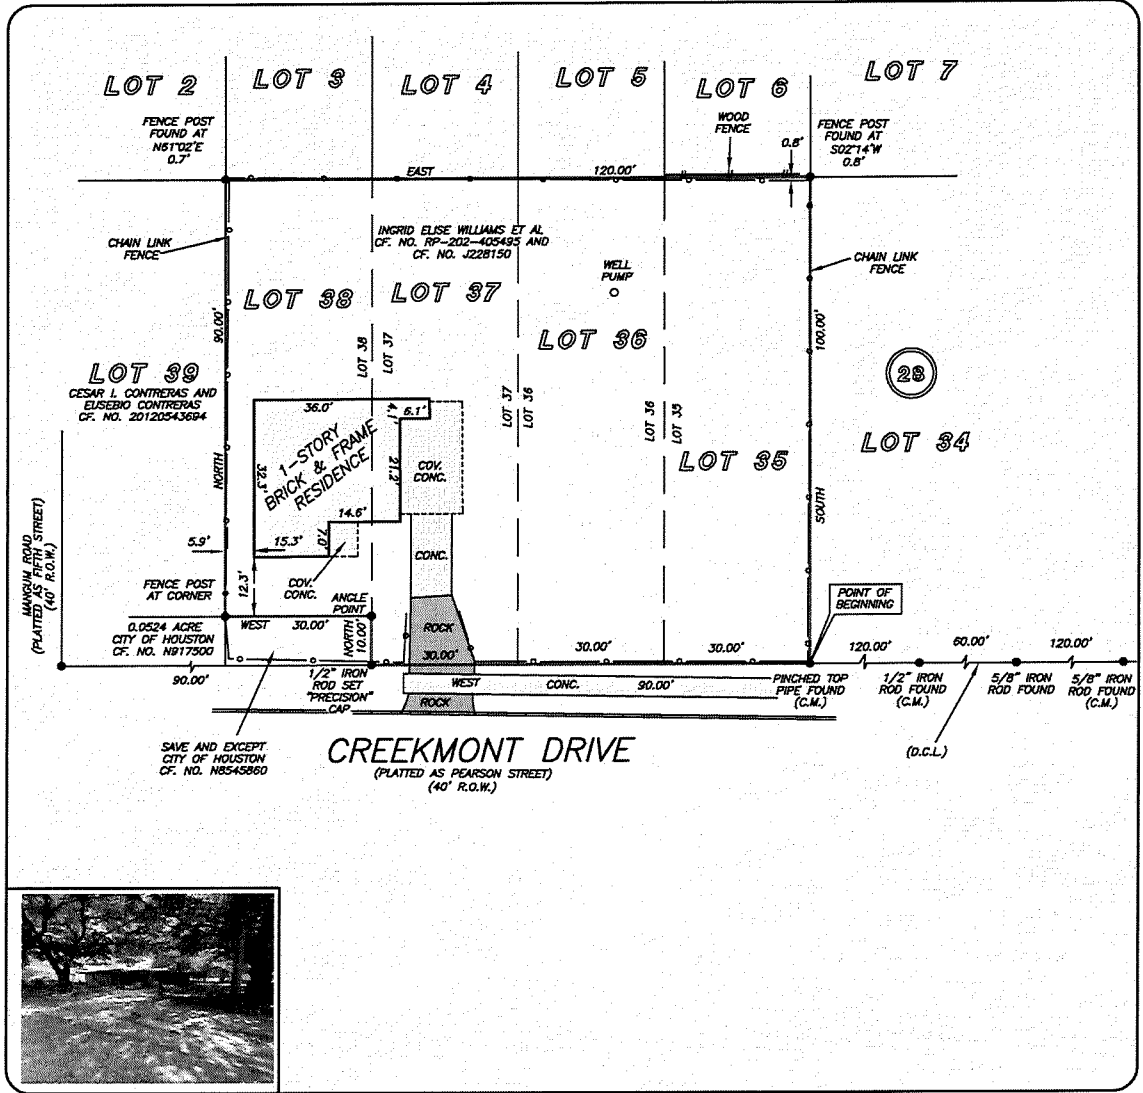 LOT 2
LOT 3
LOT 4
LOT 5
LOT 6
LOT 7
FENCE POST
FOUND AT
N61°02'E
0.7'
WOOD
FENCE
0.8'
FENCE POST
FOUND AT
S02°14'W
0.8'
EAST
120.00'
CHAIN LINK
FENCE
INGRID ELISE WILLIAMS ET AL
CF. NO. RP-202-405495 AND
CF. NO. J228150
WELL
PUMP
CHAIN LINK
FENCE
LOT 38
LOT 37
LOT 36
90.00'
100.00'
LOT 38
LOT 37
LOT 39
CESAR I. CONTRERAS AND
EUSEBIO CONTRERAS
CF. NO. 20120543694
28
LOT 37
LOT 36
LOT 36
LOT 35
LOT 35
LOT 34
36.0'
4.1'
6.1'
1-STORY
BRICK & FRAME
RESIDENCE
32.3'
21.2'
COV.
CONC.
14.6'
7.0'
15.3'
5.9'
NORTH
SOUTH
MANGUM ROAD
(PLATTED AS FIFTH STREET)
(40' R.O.W.)
CONC.
COV.
CONC.
12.3'
FENCE POST
AT CORNER
ANGLE
POINT
POINT OF
BEGINNING
0.0524 ACRE
CITY OF HOUSTON
CF. NO. N917500
WEST
30.00'
NORTH
10.00'
ROCK
30.00'
30.00'
30.00'
120.00'
60.00'
120.00'
90.00'
1/2" IRON
ROD SET
"PRECISION"
CAP
WEST
CONC.
90.00'
ROCK
PINCHED TOP
PIPE FOUND
(C.M.)
1/2" IRON
ROD FOUND
(C.M.)
5/8" IRON
ROD FOUND
5/8" IRON
ROD FOUND
(C.M.)
(D.C.L.)
SAVE AND EXCEPT
CITY OF HOUSTON
CF. NO. N8545860
CREEKMONT DRIVE
(PLATTED AS PEARSON STREET)
(40' R.O.W.)